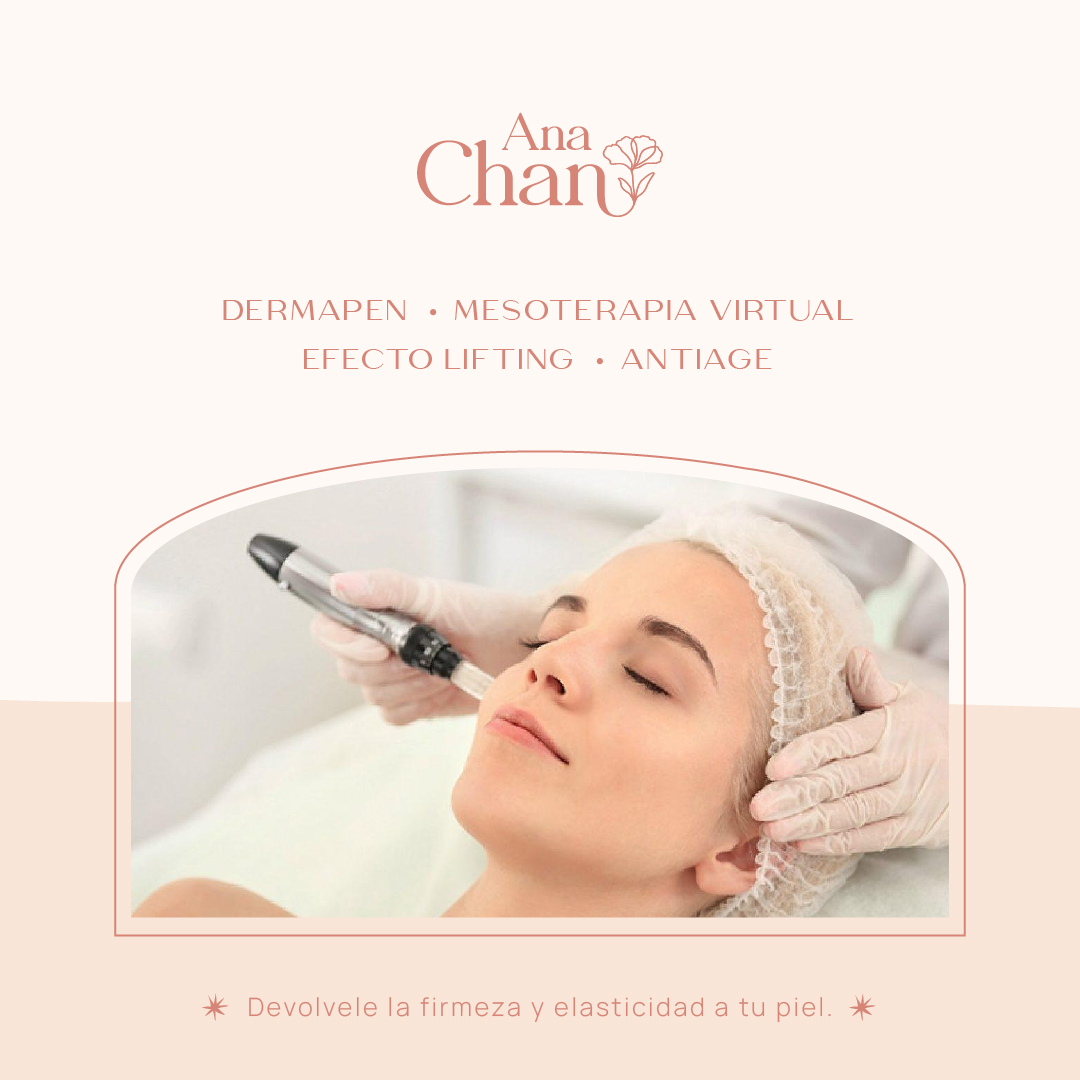 Ana
Chan
DERMAPEN • MESOTERAPIA VIRTUAL
EFECTO LIFTING • ANTIAGE
Devolvele la firmeza y elasticidad a tu piel.